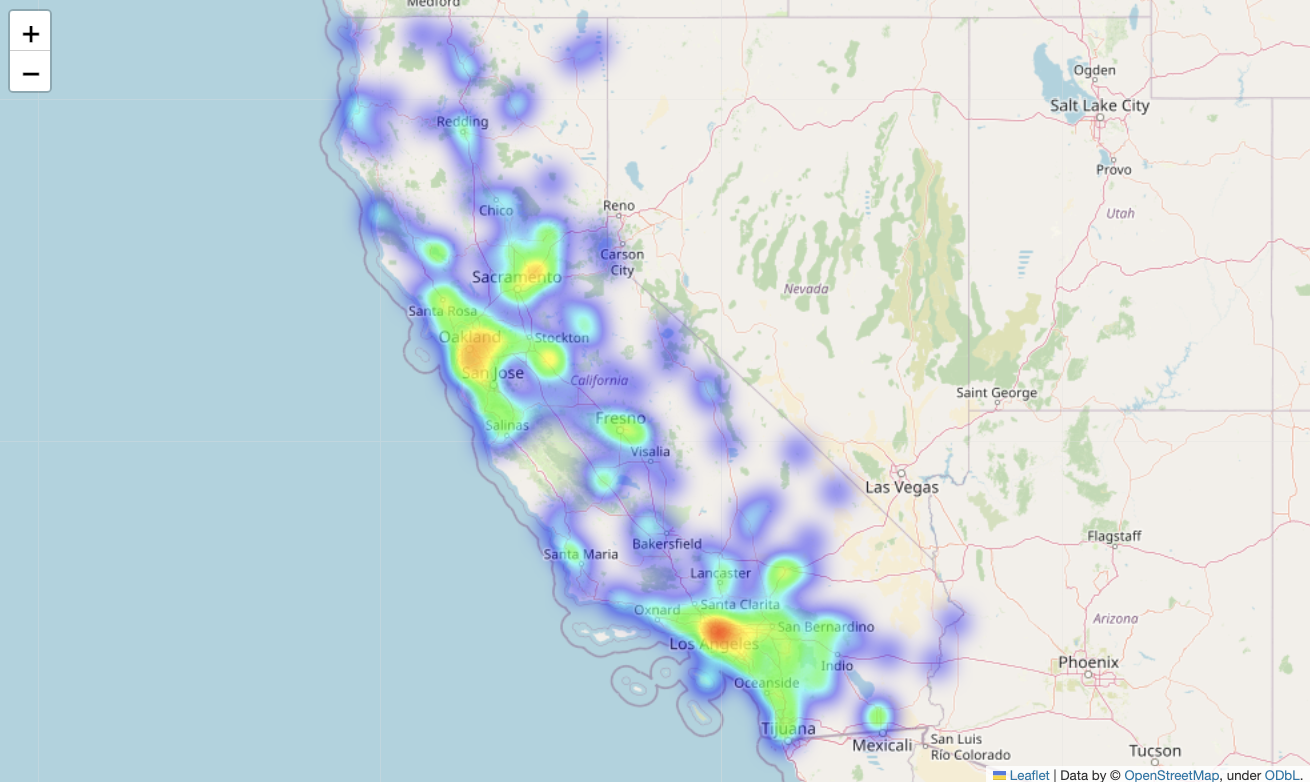 +
−
Medford
Ogden
Salt Lake City
Redding
Provo
Chico
Reno
Utah
Carson
City
Sacramento
Nevada
Santa Rosa
Oakland
Stockton
San Jose
California
Saint George
Fresno
Salinas
Visalia
Las Vegas
Flagstaff
Bakersfield
Santa Maria
Lancaster
Santa Clarita
Oxnard
Arizona
San Bernardino
Los Angeles
Phoenix
Indio
Oceanside
Tijuana
San Luis
Río Colorado
Mexicali
Tucson
Leaflet | Data by © OpenStreetMap, under ODbL.